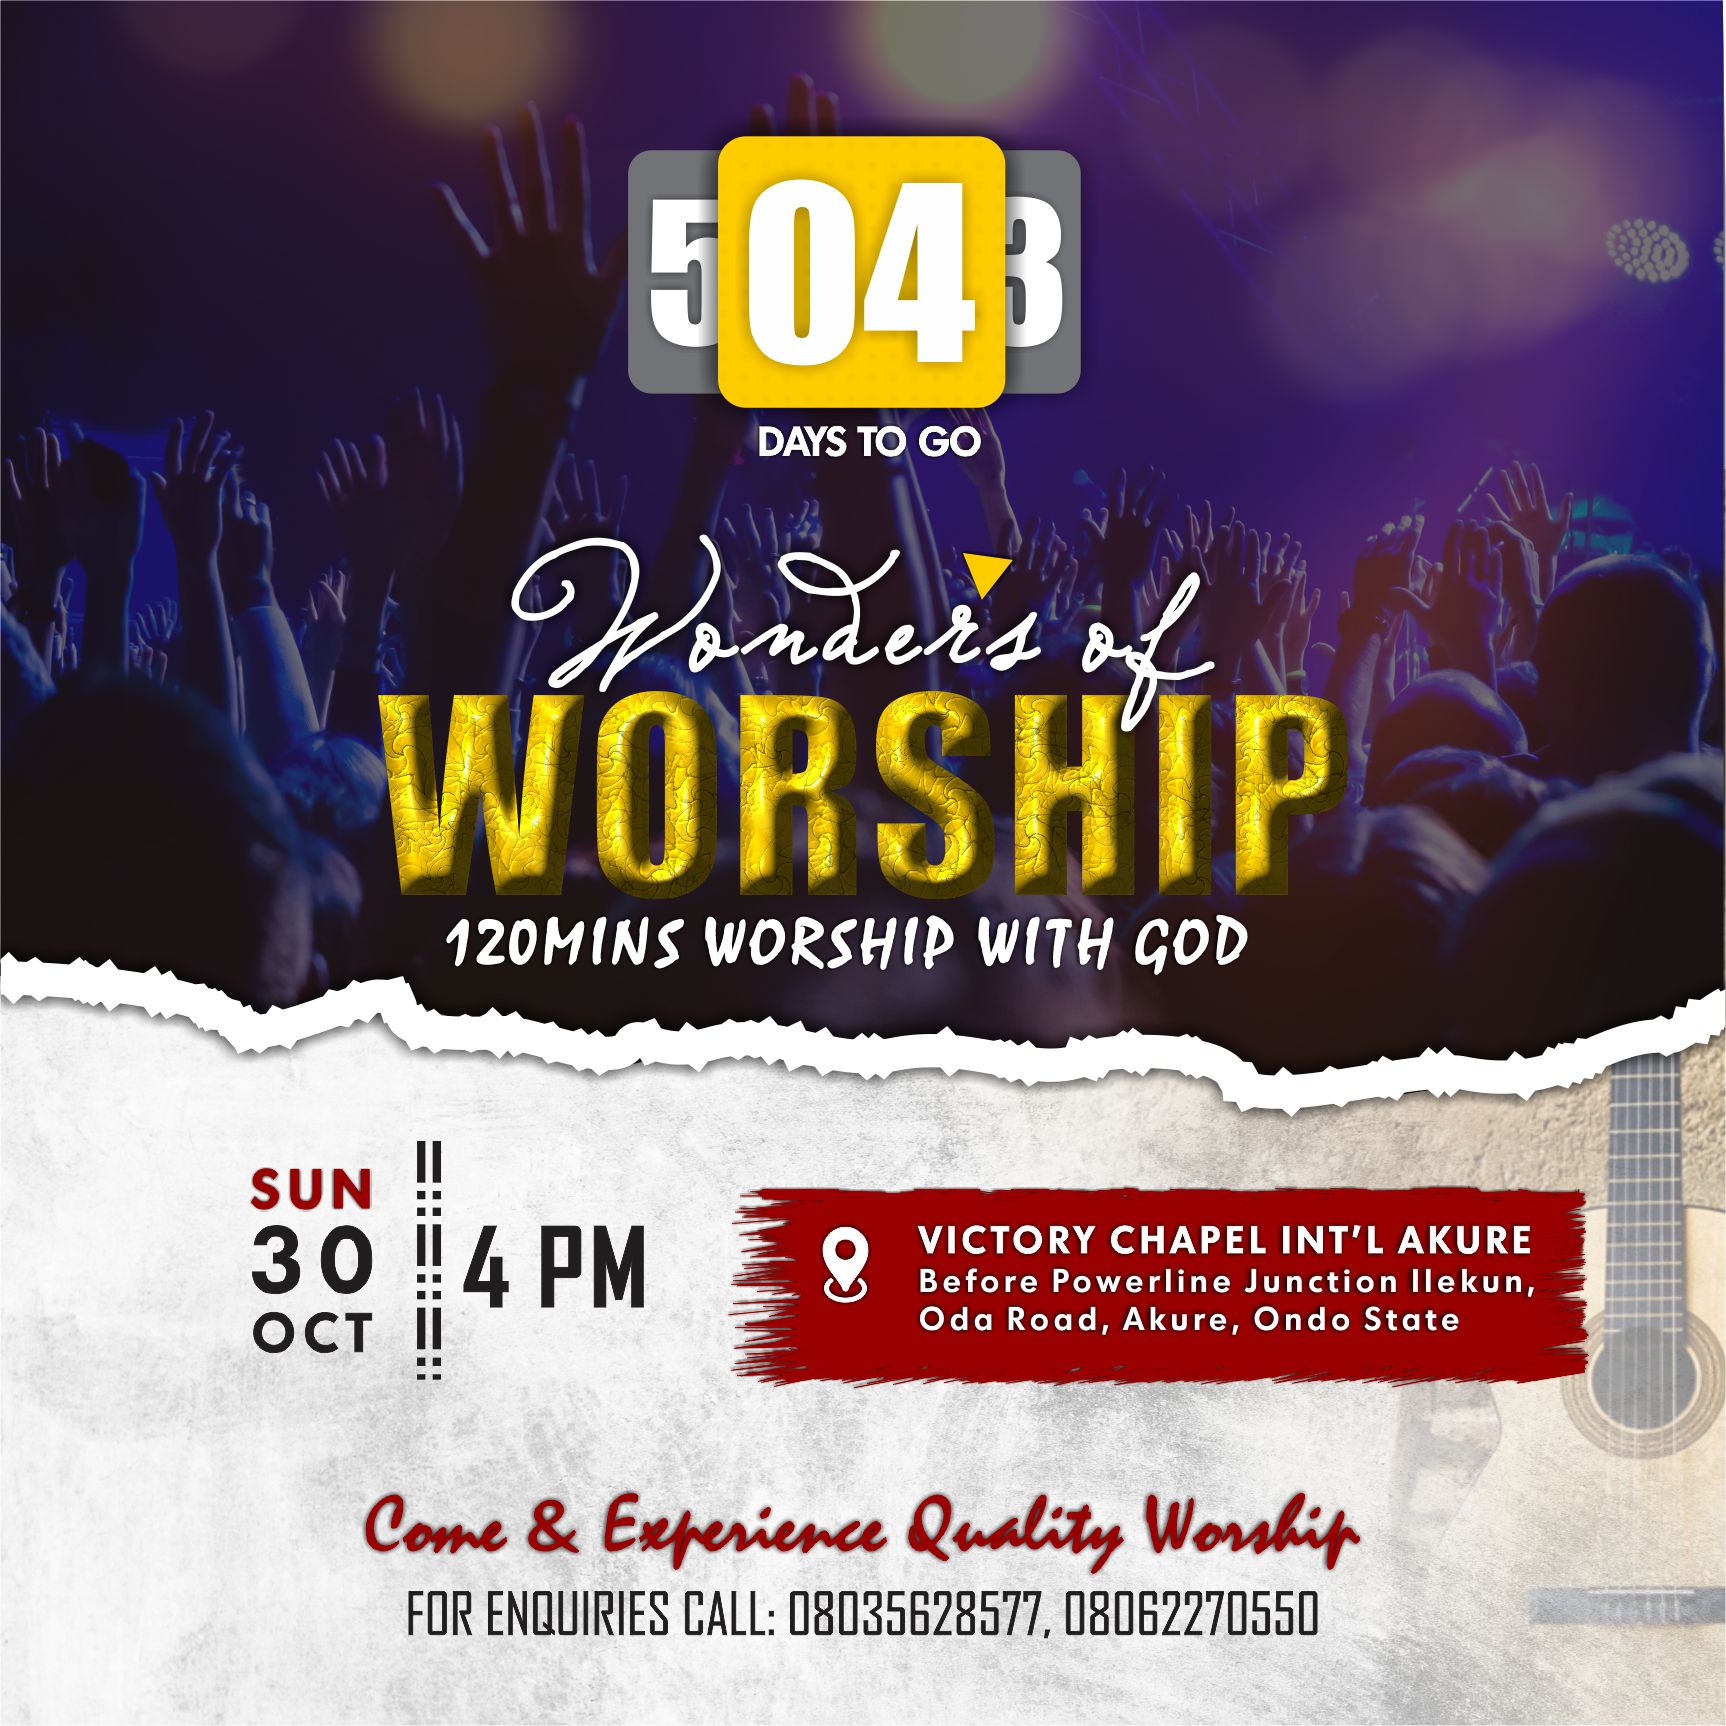 5 04 3
DAYS TO GO
Wonders of
WORSHIP
120MINS WORSHIP WITH GOD
SUN
30
OCT
4 PM
VICTORY CHAPEL INT'L AKURE
Before Powerline Junction Ilekun,
Oda Road, Akure, Ondo State
Come & Experience Quality Worship
FOR ENQUIRIES CALL: 08035628577, 08062270550